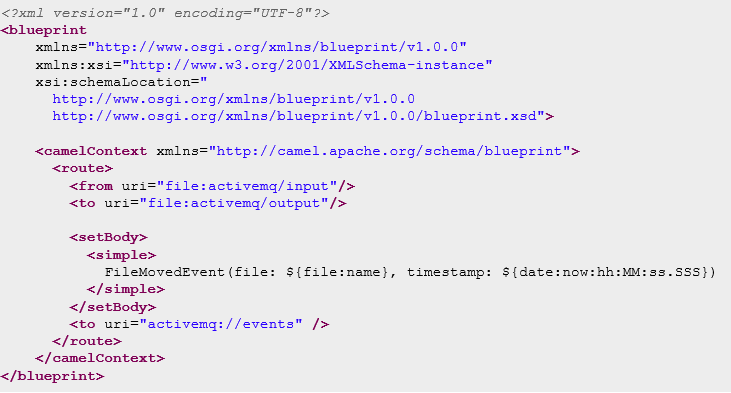 <?xml version="1.0" encoding="UTF-8"?>
<blueprint
    xmlns="http://www.osgi.org/xmlns/blueprint/v1.0.0"
    xmlns:xsi="http://www.w3.org/2001/XMLSchema-instance"
    xsi:schemaLocation="
      http://www.osgi.org/xmlns/blueprint/v1.0.0
      http://www.osgi.org/xmlns/blueprint/v1.0.0/blueprint.xsd">

    <camelContext xmlns="http://camel.apache.org/schema/blueprint">
      <route>
        <from uri="file:activemq/input"/>
        <to uri="file:activemq/output"/>

        <setBody>
          <simple>
            FileMovedEvent(file: ${file:name}, timestamp: ${date:now:hh:MM:ss.SSS})
          </simple>
        </setBody>
        <to uri="activemq://events" />
      </route>
    </camelContext>
</blueprint>